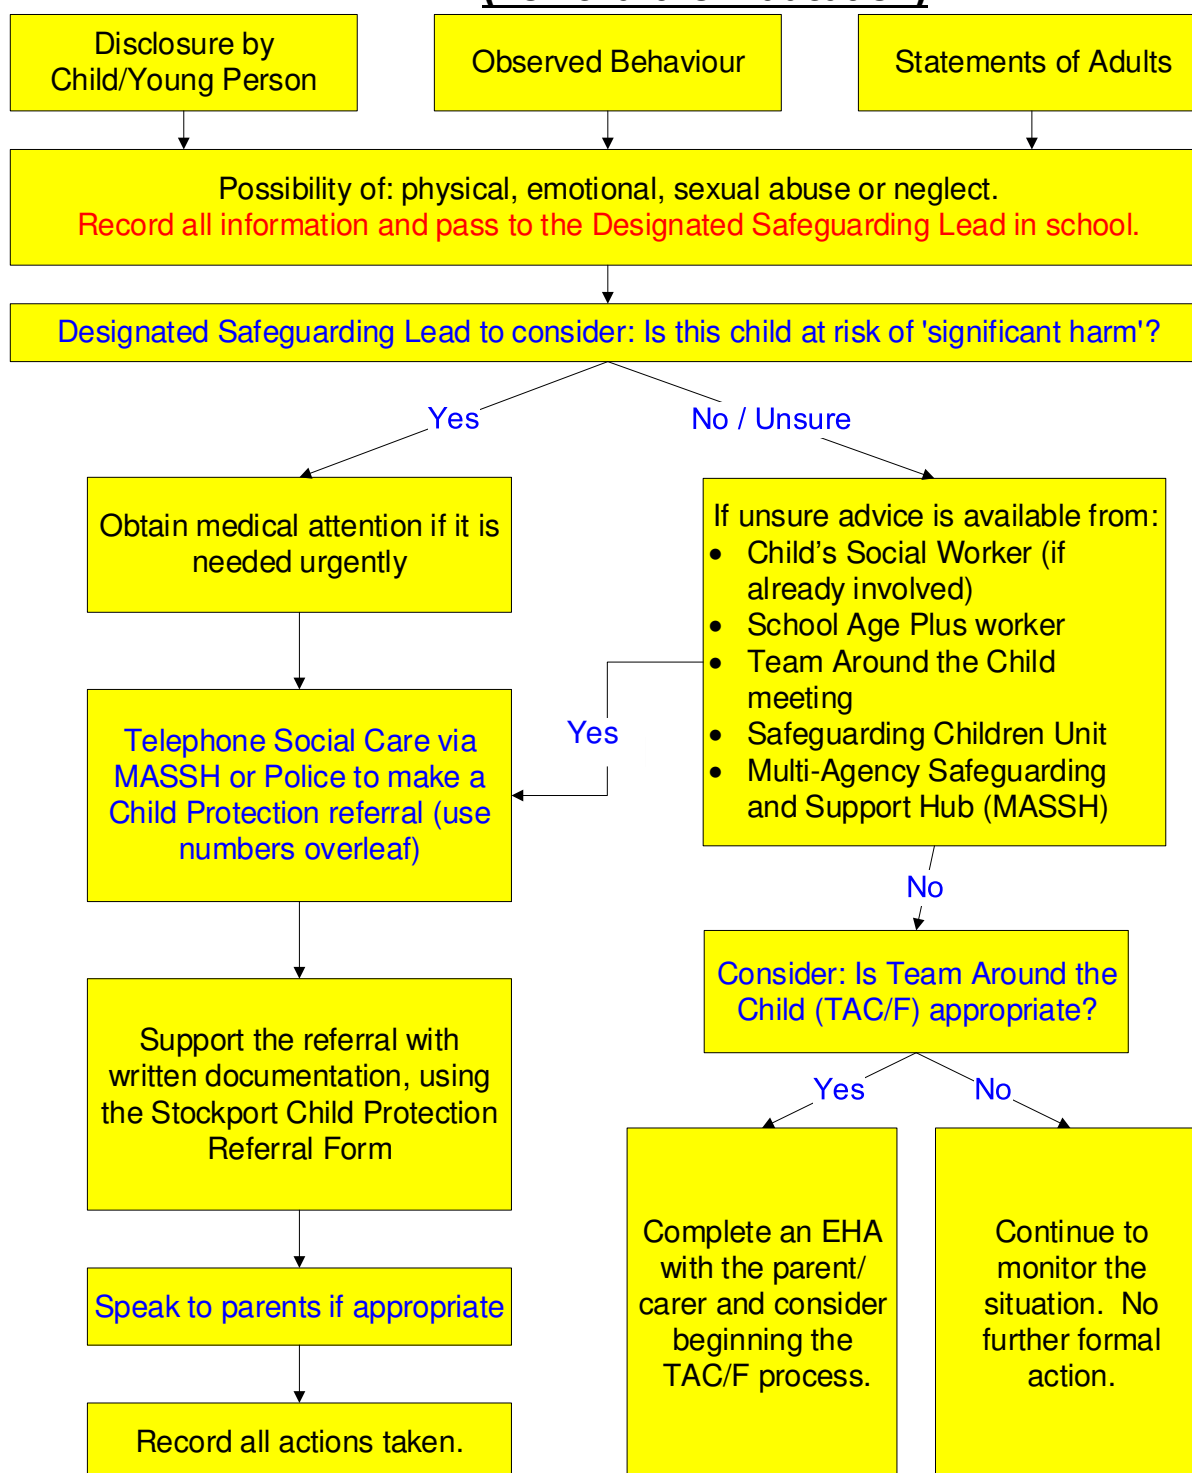 Disclosure by
Child/Young Person
Observed Behaviour
Statements of Adults
Possibility of: physical, emotional, sexual abuse or neglect.
Record all information and pass to the Designated Safeguarding Lead in school.
Designated Safeguarding Lead to consider: Is this child at risk of 'significant harm'?
Yes
No / Unsure
Obtain medical attention if it is
needed urgently
If unsure advice is available from:
• Child's Social Worker (if
already involved)
• School Age Plus worker
• Team Around the Child
meeting
• Safeguarding Children Unit
• Multi-Agency Safeguarding
and Support Hub (MASSH)
Yes
Telephone Social Care via
MASSH or Police to make a
Child Protection referral (use
numbers overleaf)
No
Consider: Is Team Around the
Child (TAC/F) appropriate?
Support the referral with
written documentation, using
the Stockport Child Protection
Referral Form
Yes
No
Complete an EHA
with the parent/
carer and consider
beginning the
TAC/F process.
Continue to
monitor the
situation.  No
further formal
action.
Speak to parents if appropriate
Record all actions taken.